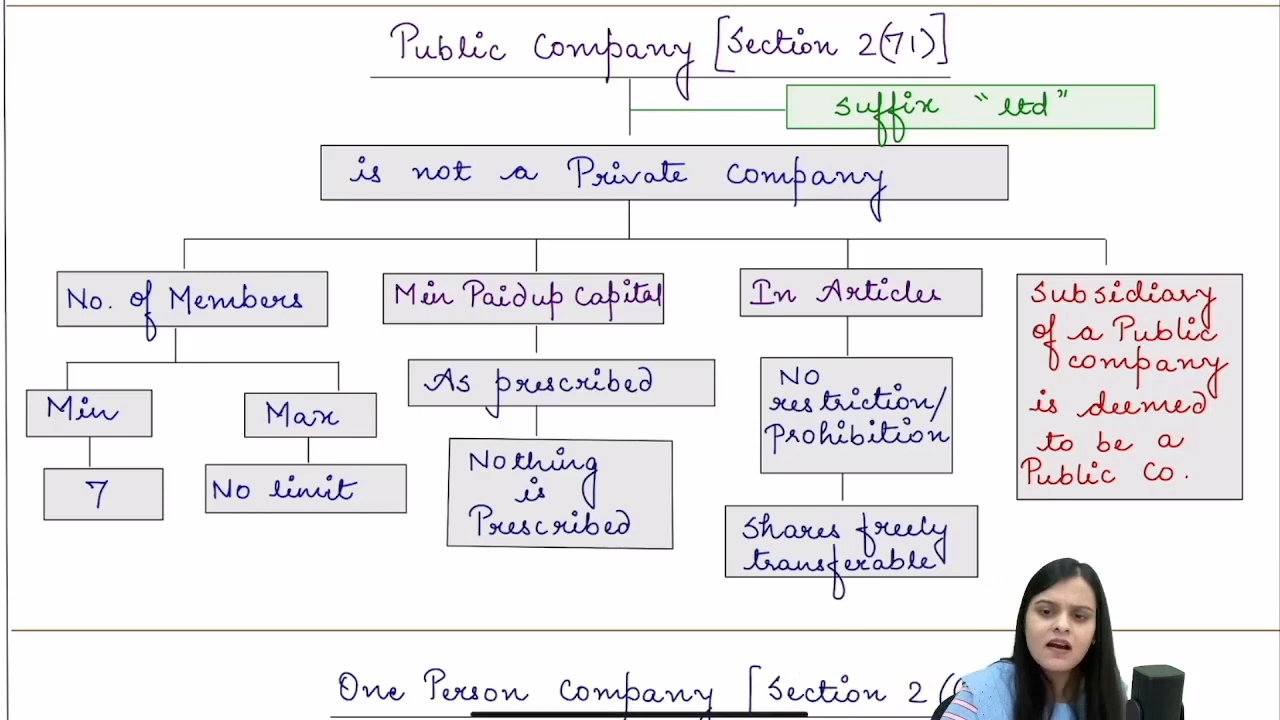 Public Company [Section 2(71)]
Suffix "ltd"
is not a Private Company
No. of Members
Min
7
Max
No limit
Min Paidup Capital
As prescribed
Nothing
is
Prescribed
In Articles
NO
restriction/
Prohibition
Shares freely
transferable
Subsidiary
of a Public
company
is deemed
to be a
Public Co.
One Person Company [Section 2 (